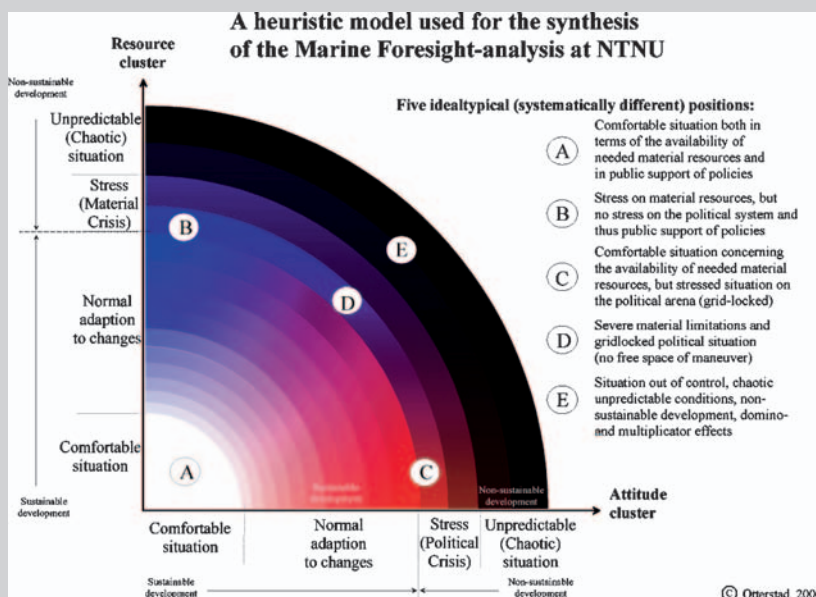 A heuristic model used for the synthesis
of the Marine Foresight-analysis at NTNU
Resource
cluster
Non-sustainable
development
Unpredictable
(Chaotic)
situation
Stress
(Material
Crisis)
Normal
adaption
to changes
Comfortable
situation
Sustainable
development
Five idealtypical (systematically different) positions:
A
Comfortable situation both in
terms of the availability of
needed material resources and
in public support of policies
B
Stress on material resources, but
no stress on the political system and
thus public support of policies
C
Comfortable situation concerning
the availability of needed material
resources, but stressed situation on
the political arena (grid-locked)
D
Severe material limitations and
gridlocked political situation
(no free space of maneuver)
E
Situation out of control, chaotic
unpredictable conditions, non-
sustainable development, domino-
and multiplicator effects
B
E
D
A
C
Sustainable
development
Non-sustainable
development
Attitude
cluster
Comfortable
situation
Normal
adaption
to changes
Stress
(Political
Crisis)
Unpredictable
(Chaotic)
situation
Sustainable
development
Non-sustainable
development
© Otterstad,